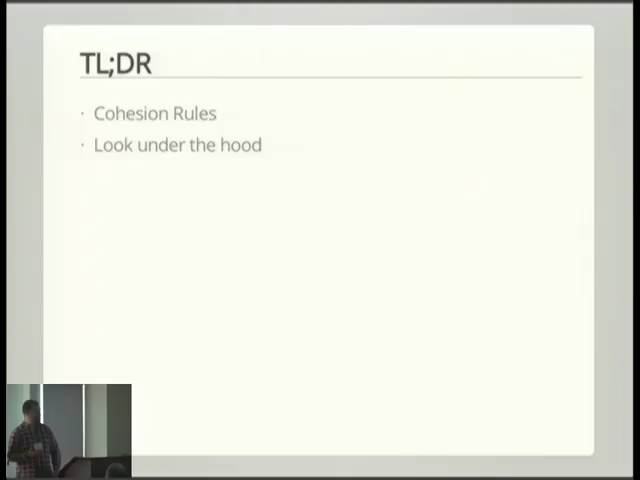 TL;DR
· Cohesion Rules
· Look under the hood